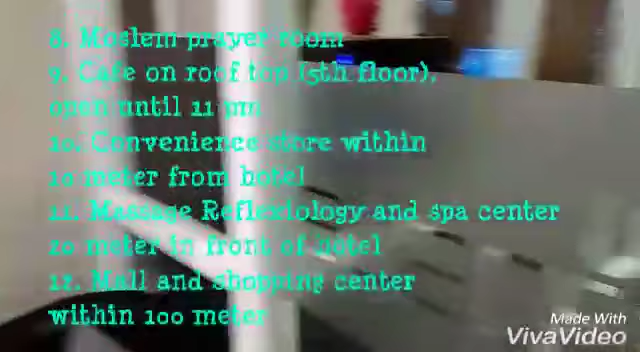 8. Moslem prayer room
9. Cafe on roof top (5th floor),
open until 11 pm
10. Convenience store within
10 meter from hotel
11. Massage Reflexiology and spa center
20 meter in front of hotel
12. Mall and shopping center
within 100 meter
Made With
VivaVideo